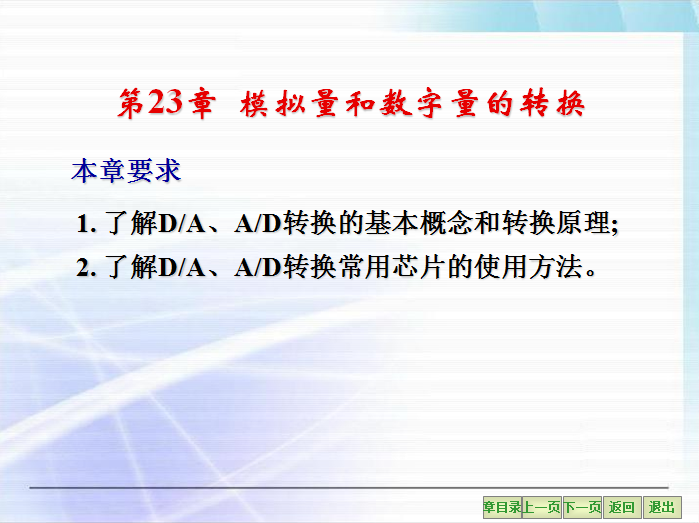 第23章 模拟量和数字量的转换
本章要求
1. 了解D/A、A/D转换的基本概念和转换原理;
2. 了解D/A、A/D转换常用芯片的使用方法。
章目录 上一页 下一页 返回 退出